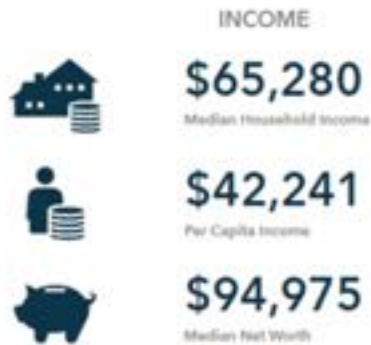 INCOME
$65,280
Median Household Income
$42,241
Per Capita Income
$94,975
Median Net Worth